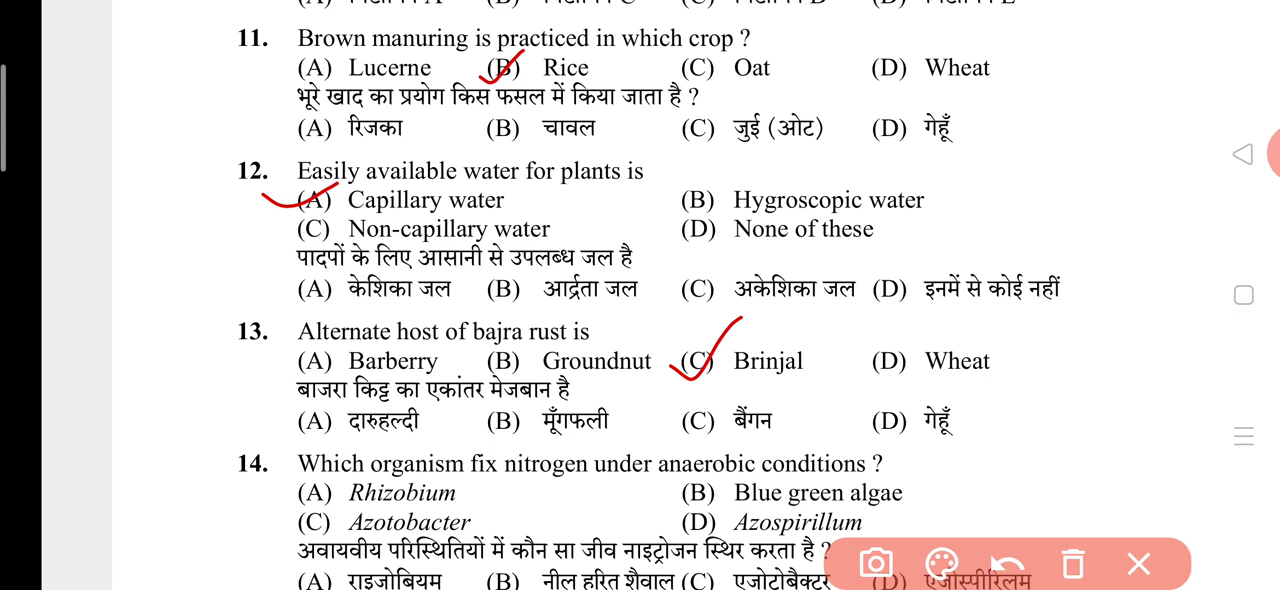 11. Brown manuring is practiced in which crop ?
(A) Lucerne (B) Rice (C) Oat (D) Wheat
भूरे खाद का प्रयोग किस फसल में किया जाता है ?
(A) रिजका (B) चावल (C) जुई (ओट) (D) गेहूँ
12. Easily available water for plants is
(A) Capillary water (B) Hygroscopic water
(C) Non-capillary water (D) None of these
पादपों के लिए आसानी से उपलब्ध जल है
(A) केशिका जल (B) आर्द्रता जल (C) अकेशिका जल (D) इनमें से कोई नहीं
13. Alternate host of bajra rust is
(A) Barberry (B) Groundnut (C) Brinjal (D) Wheat
बाजरा किट्ट का एकांतर मेजबान है
(A) दारुहल्दी (B) मूँगफली (C) बैंगन (D) गेहूँ
14. Which organism fix nitrogen under anaerobic conditions ?
(A) Rhizobium (B) Blue green algae
(C) Azotobacter (D) Azospirillum
अवायवीय परिस्थितियों में कौन सा जीव नाइट्रोजन स्थिर करता है ?
(A) राइजोबियम (B) नील हरित शैवाल (C) एजोटोबैक्टर (D) एजोस्पीरिलम